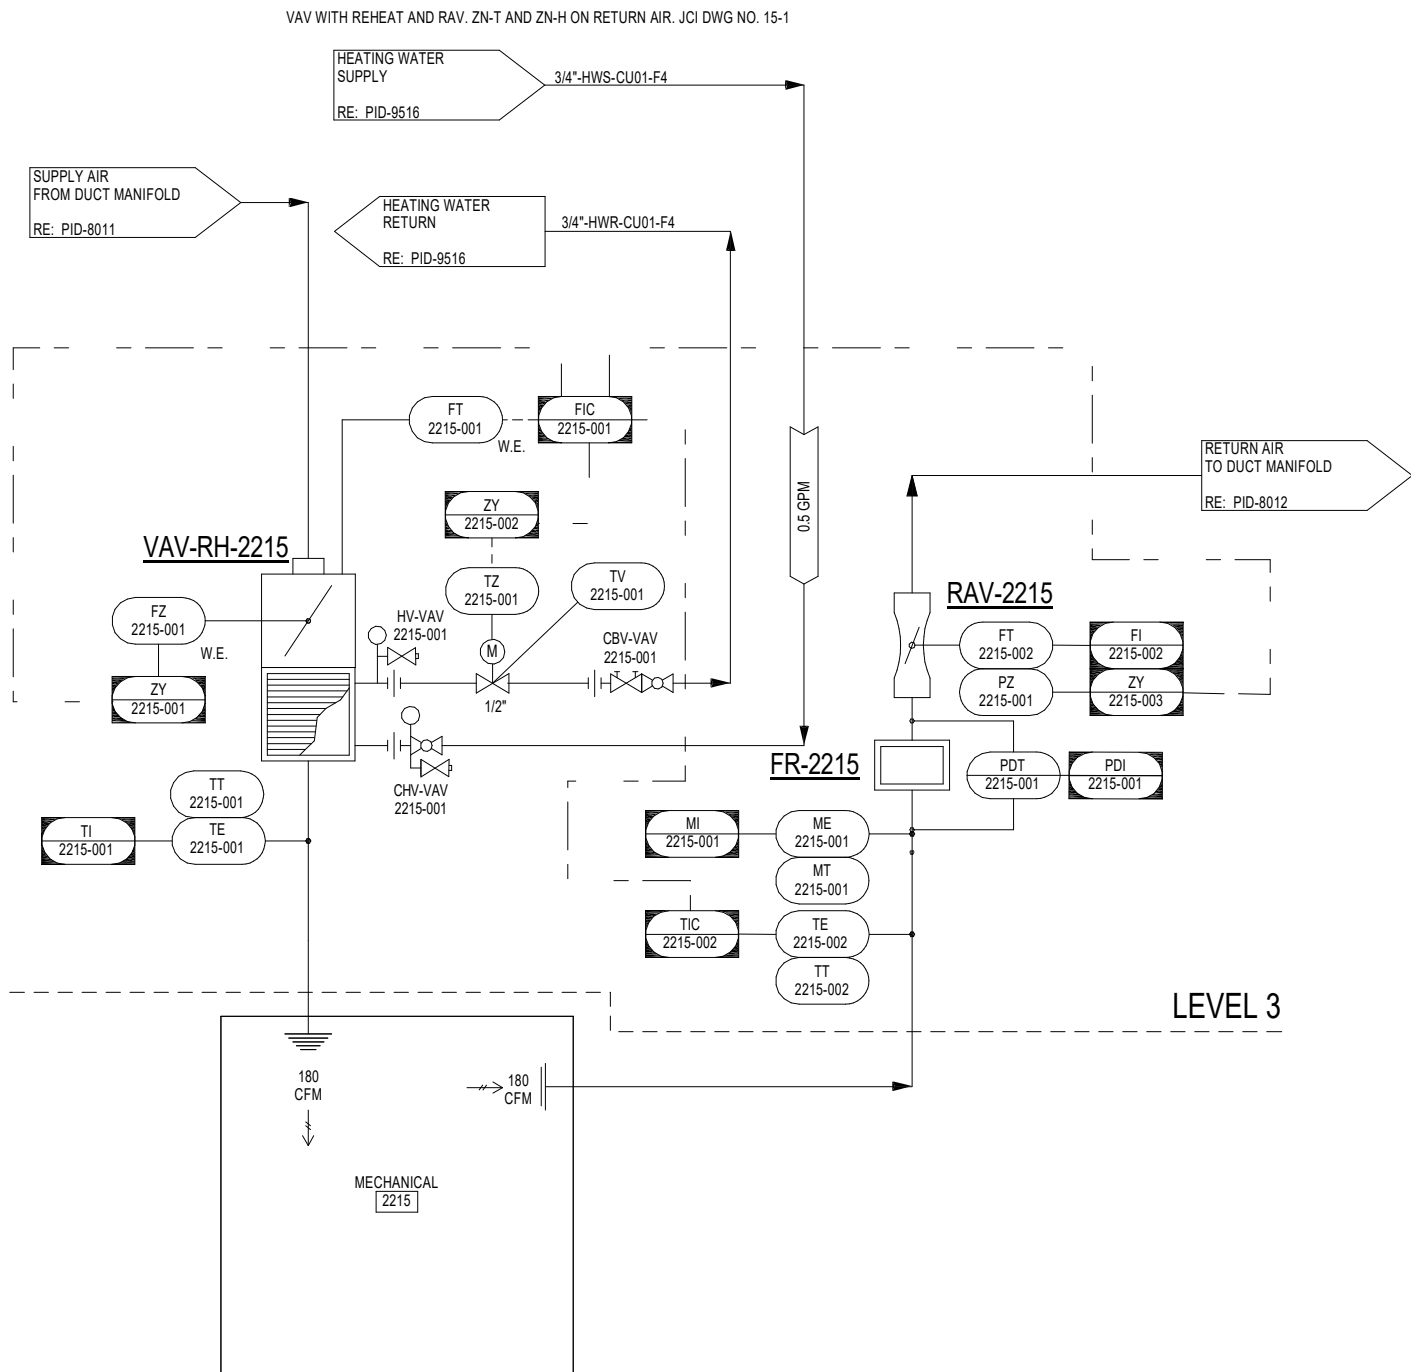 VAV WITH REHEAT AND RAV. ZN-T AND ZN-H ON RETURN AIR. JCI DWG NO. 15-1
HEATING WATER
SUPPLY
RE: PID-9516
3/4"-HWS-CU01-F4
SUPPLY AIR
FROM DUCT MANIFOLD
RE: PID-8011
HEATING WATER
RETURN
RE: PID-9516
3/4"-HWR-CU01-F4
FT
2215-001
W.E.
FIC
2215-001
RETURN AIR
TO DUCT MANIFOLD
RE: PID-8012
0.5 GPM
ZY
2215-002
VAV-RH-2215
TZ
2215-001
TV
2215-001
RAV-2215
FZ
2215-001
W.E.
HV-VAV
2215-001
M
CBV-VAV
2215-001
FT
2215-002
FI
2215-002
ZY
2215-001
1/2"
PZ
2215-001
ZY
2215-003
FR-2215
PDT
2215-001
PDI
2215-001
CHV-VAV
2215-001
TT
2215-001
TI
2215-001
TE
2215-001
MI
2215-001
ME
2215-001
MT
2215-001
TIC
2215-002
TE
2215-002
TT
2215-002
LEVEL 3
180
CFM
180
CFM
MECHANICAL
2215